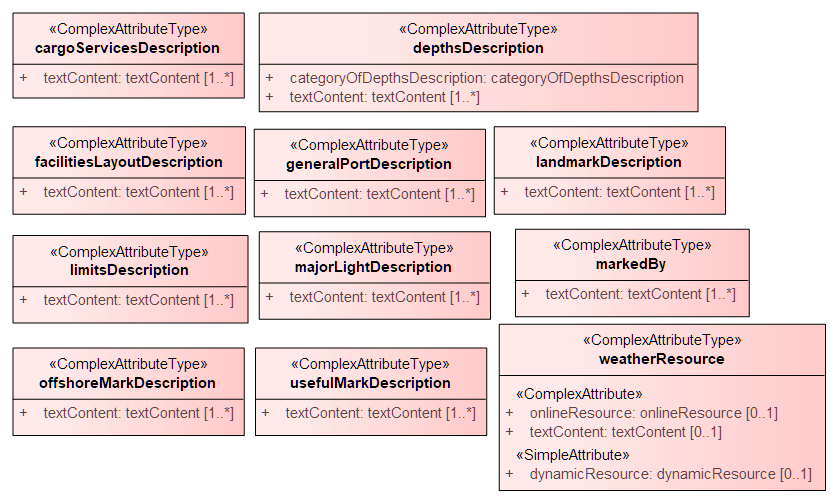 «ComplexAttributeType»
cargoServicesDescription
+ textContent: textContent [1..*]
«ComplexAttributeType»
depthsDescription
+ categoryOfDepthsDescription: categoryOfDepthsDescription
+ textContent: textContent [1..*]
«ComplexAttributeType»
facilitiesLayoutDescription
+ textContent: textContent [1..*]
«ComplexAttributeType»
generalPortDescription
+ textContent: textContent [1..*]
«ComplexAttributeType»
landmarkDescription
+ textContent: textContent [1..*]
«ComplexAttributeType»
limitsDescription
+ textContent: textContent [1..*]
«ComplexAttributeType»
majorLightDescription
+ textContent: textContent [1..*]
«ComplexAttributeType»
markedBy
+ textContent: textContent [1..*]
«ComplexAttributeType»
offshoreMarkDescription
+ textContent: textContent [1..*]
«ComplexAttributeType»
usefulMarkDescription
+ textContent: textContent [1..*]
«ComplexAttributeType»
weatherResource
«ComplexAttribute»
+ onlineResource: onlineResource [0..1]
+ textContent: textContent [0..1]
«SimpleAttribute»
+ dynamicResource: dynamicResource [0..1]